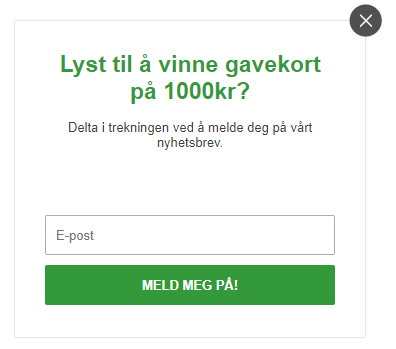 Lyst til å vinne gavekort
på 1000kr?
Delta i trekningen ved å melde deg på vårt
nyhetsbrev.
E-post
MELD MEG PÅ!